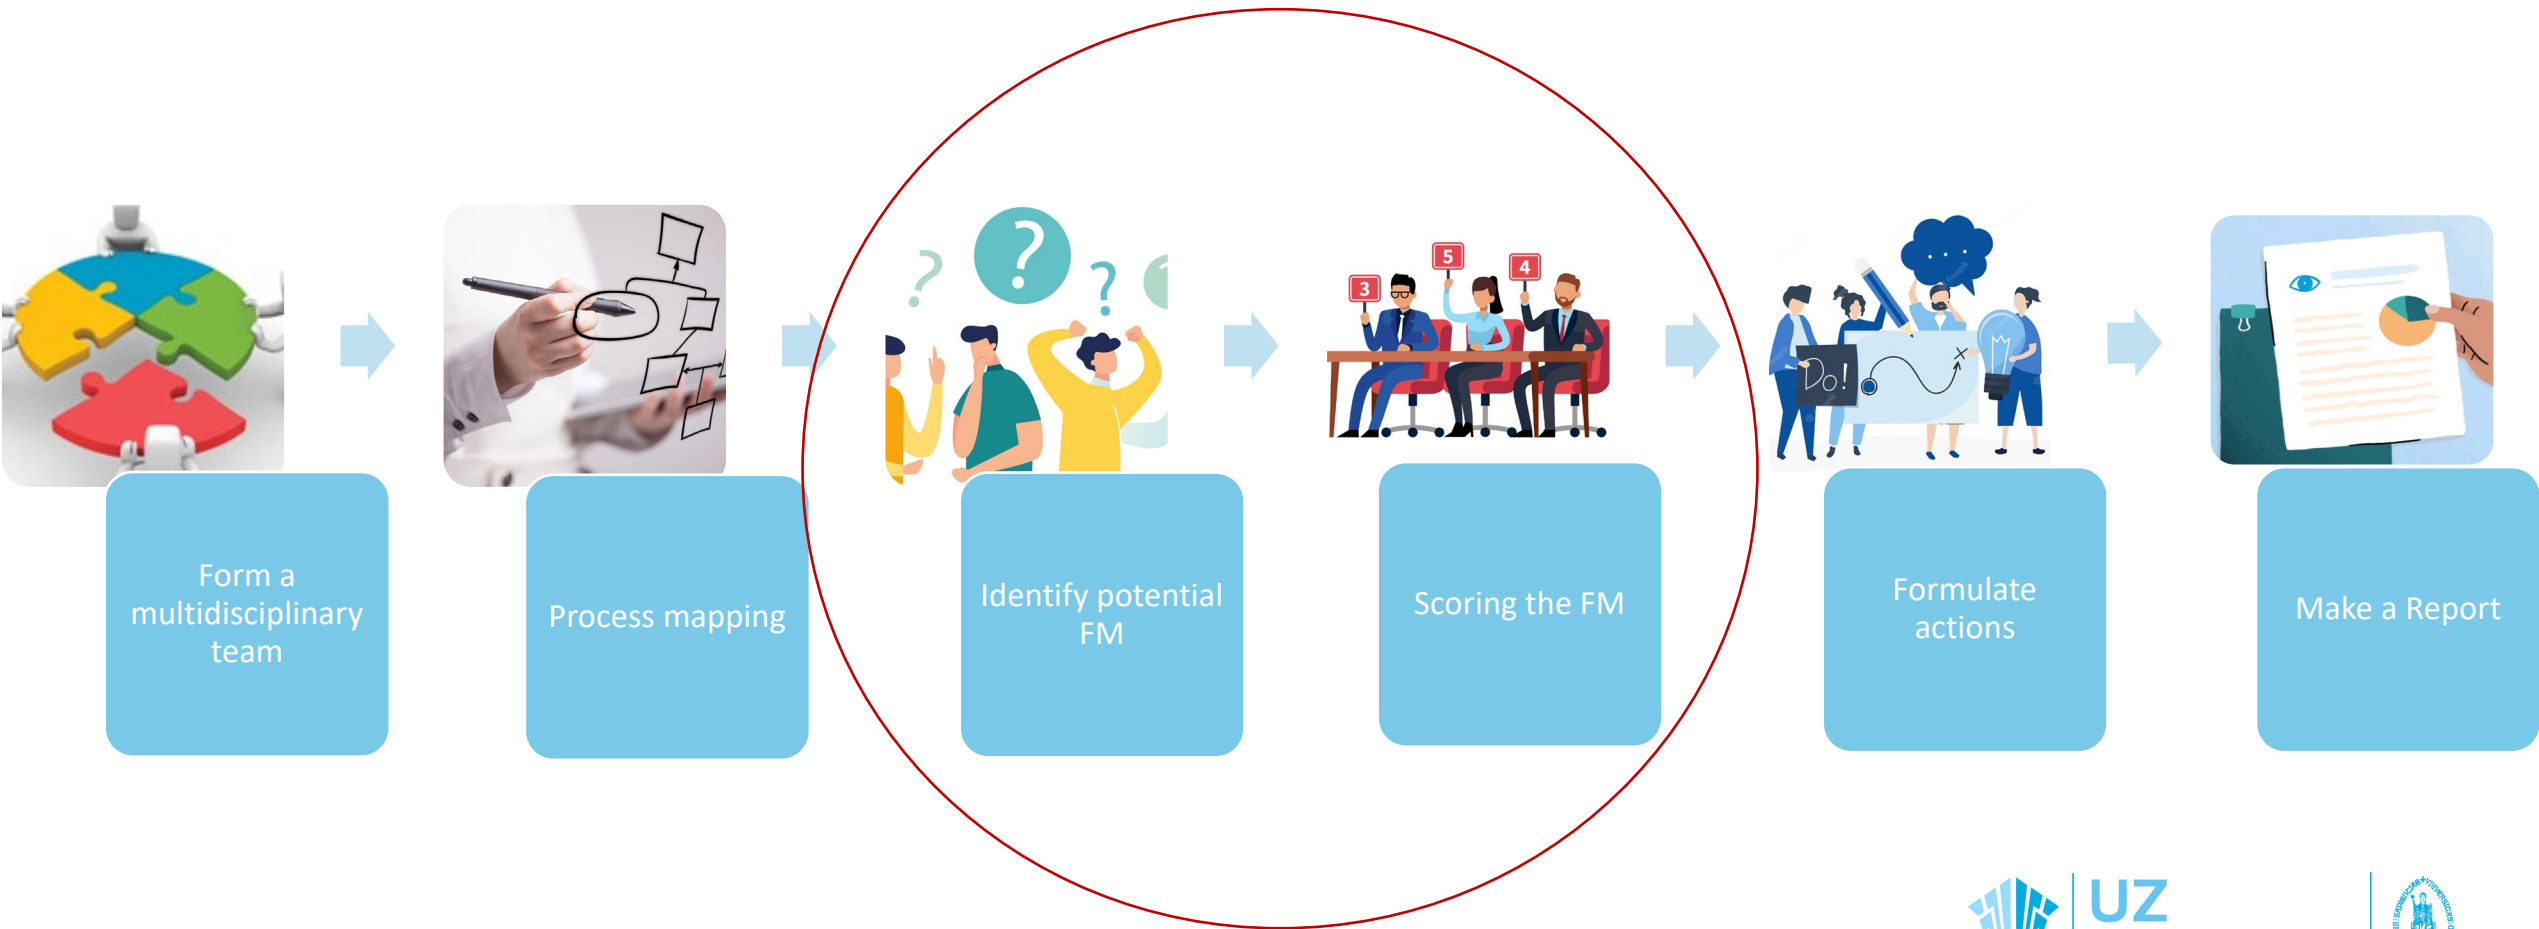 ?
?
?
3
5
4
Do!
Form a
multidisciplinary
team
Process mapping
Identify potential
FM
Scoring the FM
Formulate
actions
Make a Report
UZ